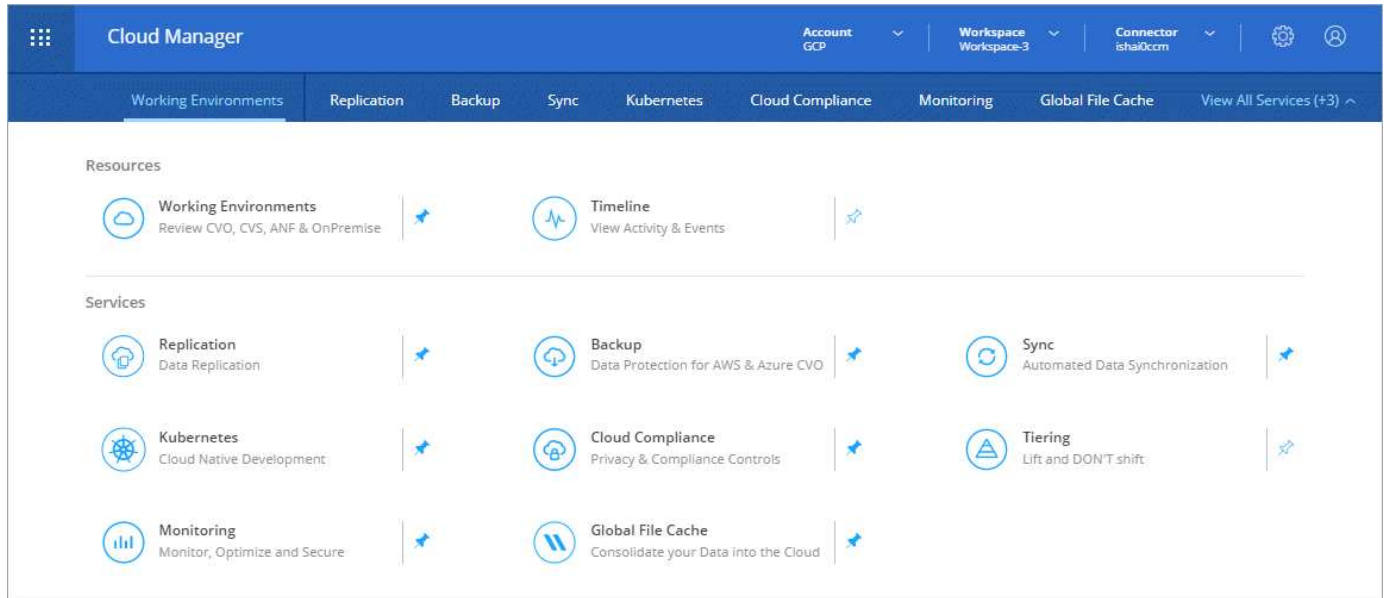 Cloud Manager
Account
GCP
Workspace
Workspace-3
Connector
ishai0ccm
Working Environments Replication Backup Sync Kubernetes Cloud Compliance Monitoring Global File Cache View All Services (+3)
Resources
Working Environments
Review CVO, CVS, ANF & OnPremise
Timeline
View Activity & Events
Services
Replication
Data Replication
Backup
Data Protection for AWS & Azure CVO
Sync
Automated Data Synchronization
Kubernetes
Cloud Native Development
Cloud Compliance
Privacy & Compliance Controls
Tiering
Lift and DON'T shift
Monitoring
Monitor, Optimize and Secure
Global File Cache
Consolidate your Data into the Cloud